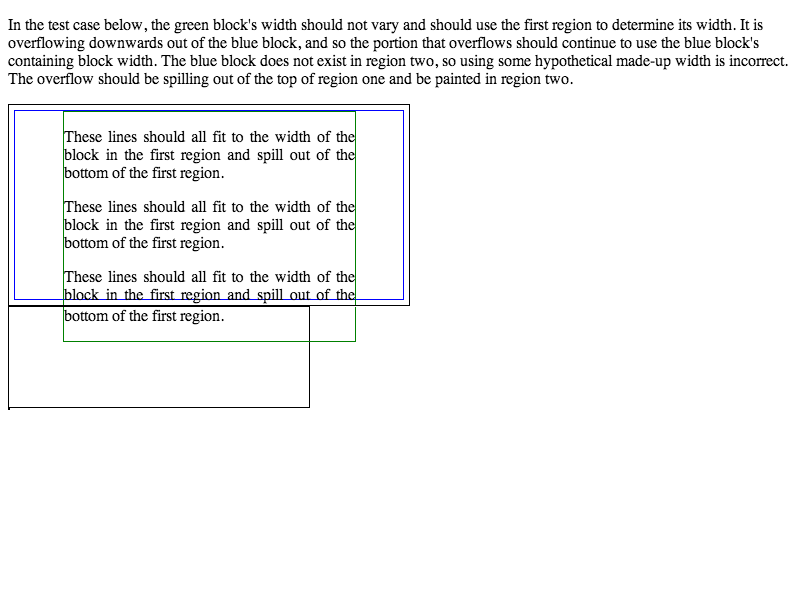 In the test case below, the green block's width should not vary and should use the first region to determine its width. It is
overflowing downwards out of the blue block, and so the portion that overflows should continue to use the blue block's
containing block width. The blue block does not exist in region two, so using some hypothetical made-up width is incorrect.
The overflow should be spilling out of the top of region one and be painted in region two.
These lines should all fit to the width of the
block in the first region and spill out of the
bottom of the first region.
These lines should all fit to the width of the
block in the first region and spill out of the
bottom of the first region.
These lines should all fit to the width of the
block in the first region and spill out of the
bottom of the first region.